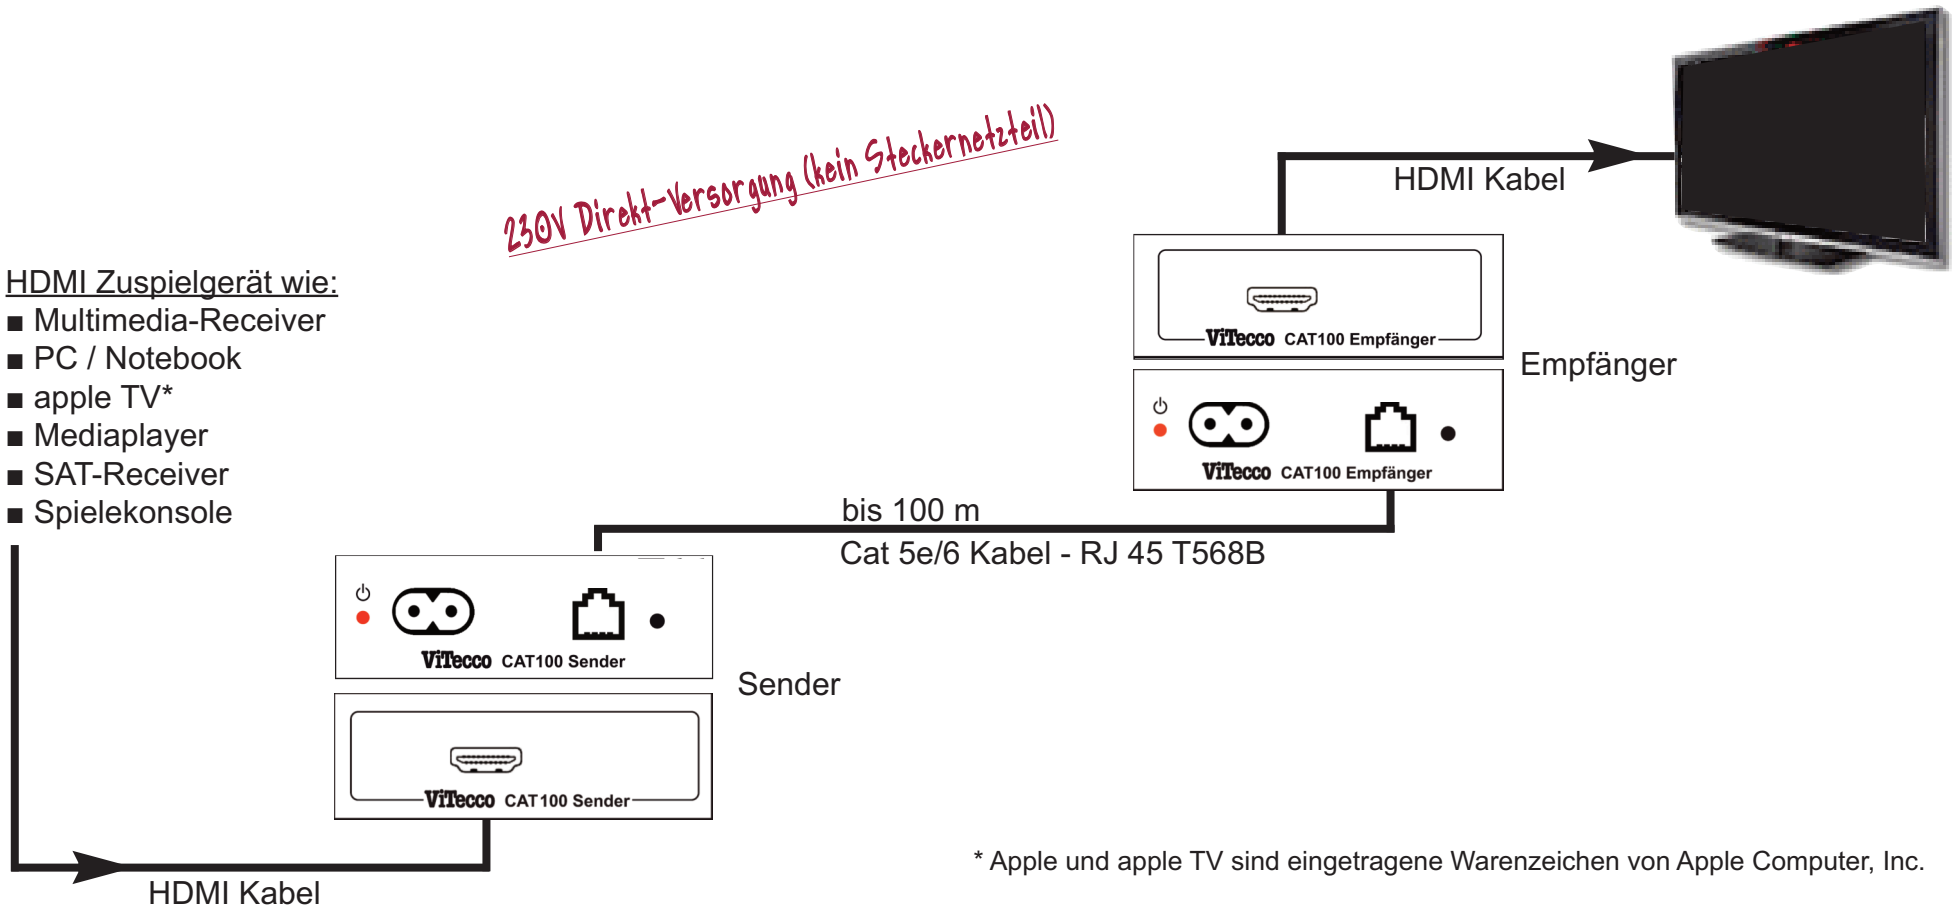 230V Direkt-Versorgung (kein Steckernetzteil)
HDMI Kabel
HDMI Zuspielgerät wie:
■ Multimedia-Receiver
■ PC / Notebook
■ apple TV*
■ Mediaplayer
■ SAT-Receiver
■ Spielekonsole
ViTecco CAT100 Empfänger
Empfänger
ViTecco CAT100 Empfänger
bis 100 m
Cat 5e/6 Kabel - RJ 45 T568B
ViTecco CAT100 Sender
Sender
ViTecco CAT100 Sender
HDMI Kabel
* Apple und apple TV sind eingetragene Warenzeichen von Apple Computer, Inc.